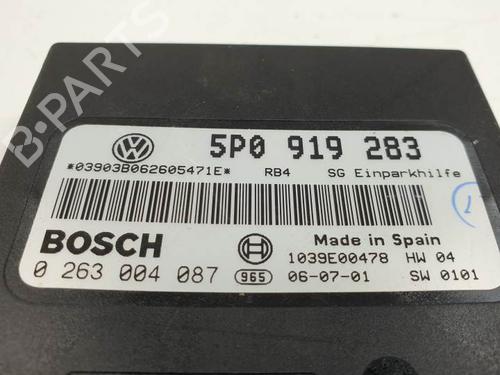 B-PARTS
5P0 919 283
*03903B062605471E* RB4 SG Einparkhilfe
BOSCH
Made in Spain
1039E00478 HW 04
0 263 004 087 965 06-07-01 SW 0101